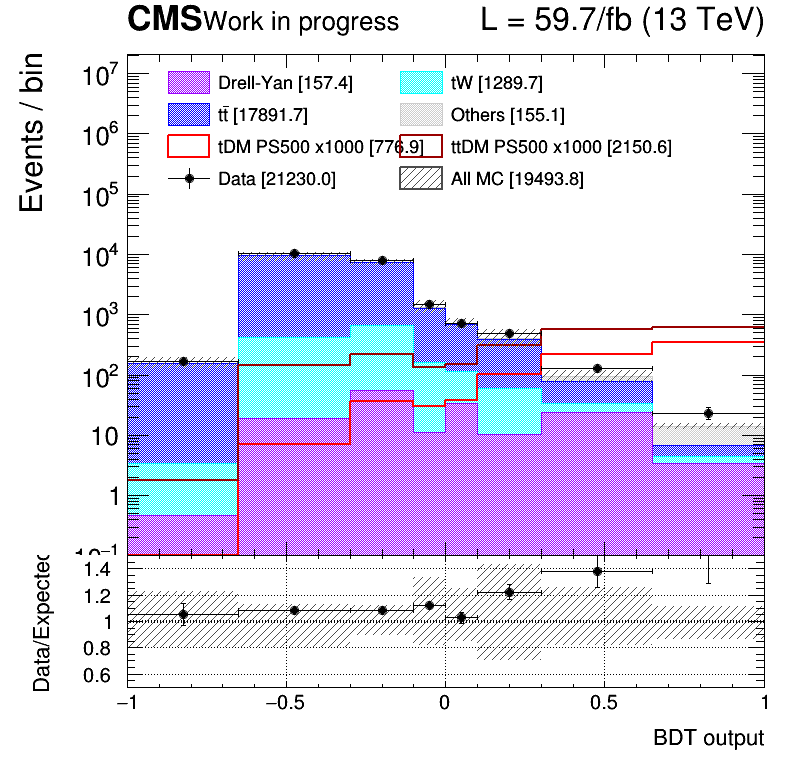 CMS Work in progress L = 59.7/fb (13 TeV)
Events / bin
Drell-Yan [157.4] tW [1289.7]
tt̄ [17891.7] Others [155.1]
tDM PS500 x1000 [776.9] ttDM PS500 x1000 [2150.6]
Data [21230.0] All MC [19493.8]
10⁷
10⁶
10⁵
10⁴
10³
10²
10
1
10⁻¹
Data/Expected
1.4
1.2
1
0.8
0.6
−1 −0.5 0 0.5 1
BDT output